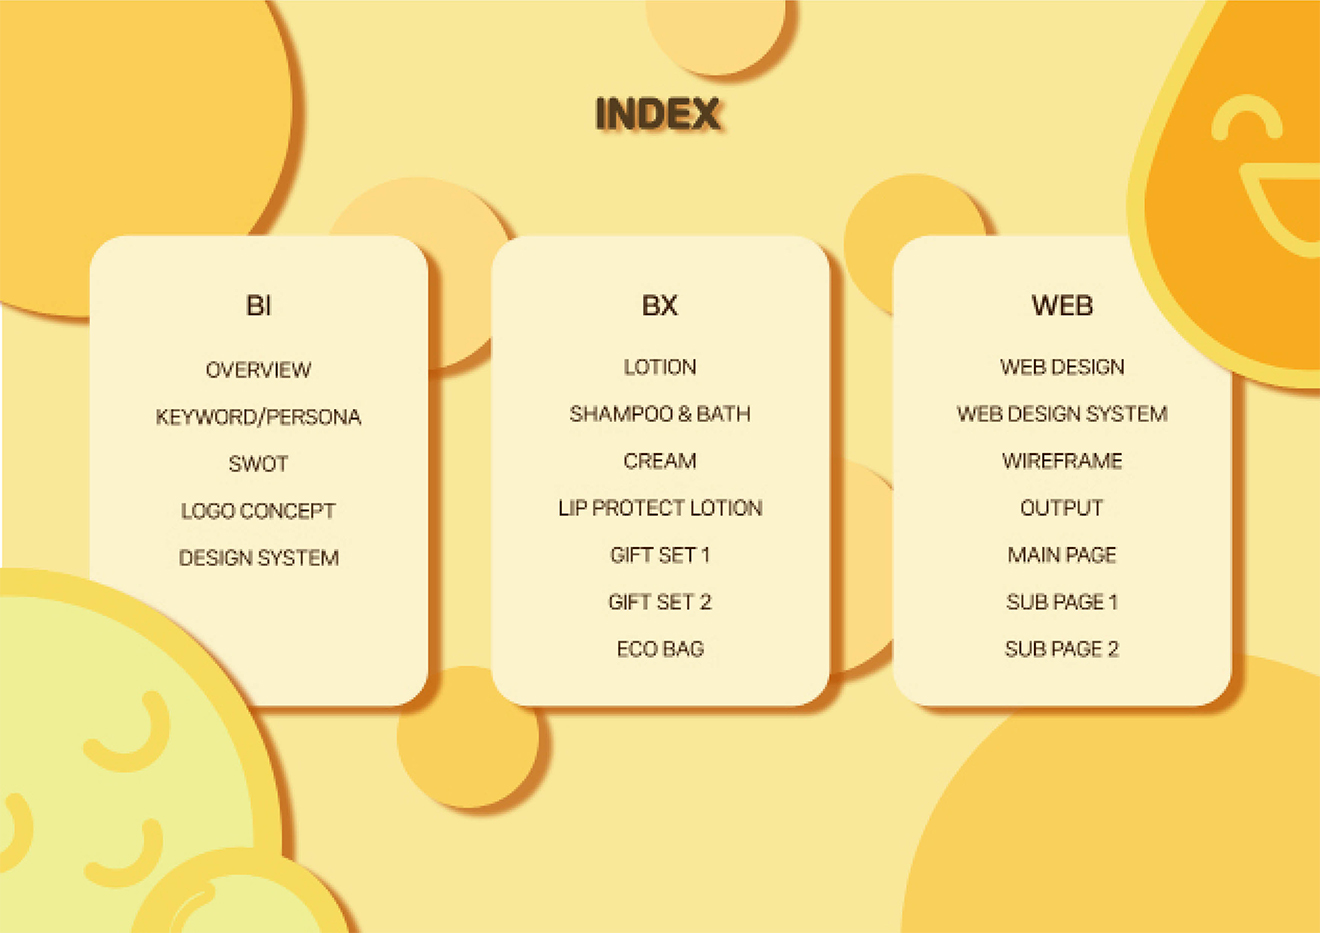 INDEX
BI
OVERVIEW
KEYWORD/PERSONA
SWOT
LOGO CONCEPT
DESIGN SYSTEM
BX
LOTION
SHAMPOO & BATH
CREAM
LIP PROTECT LOTION
GIFT SET 1
GIFT SET 2
ECO BAG
WEB
WEB DESIGN
WEB DESIGN SYSTEM
WIREFRAME
OUTPUT
MAIN PAGE
SUB PAGE 1
SUB PAGE 2